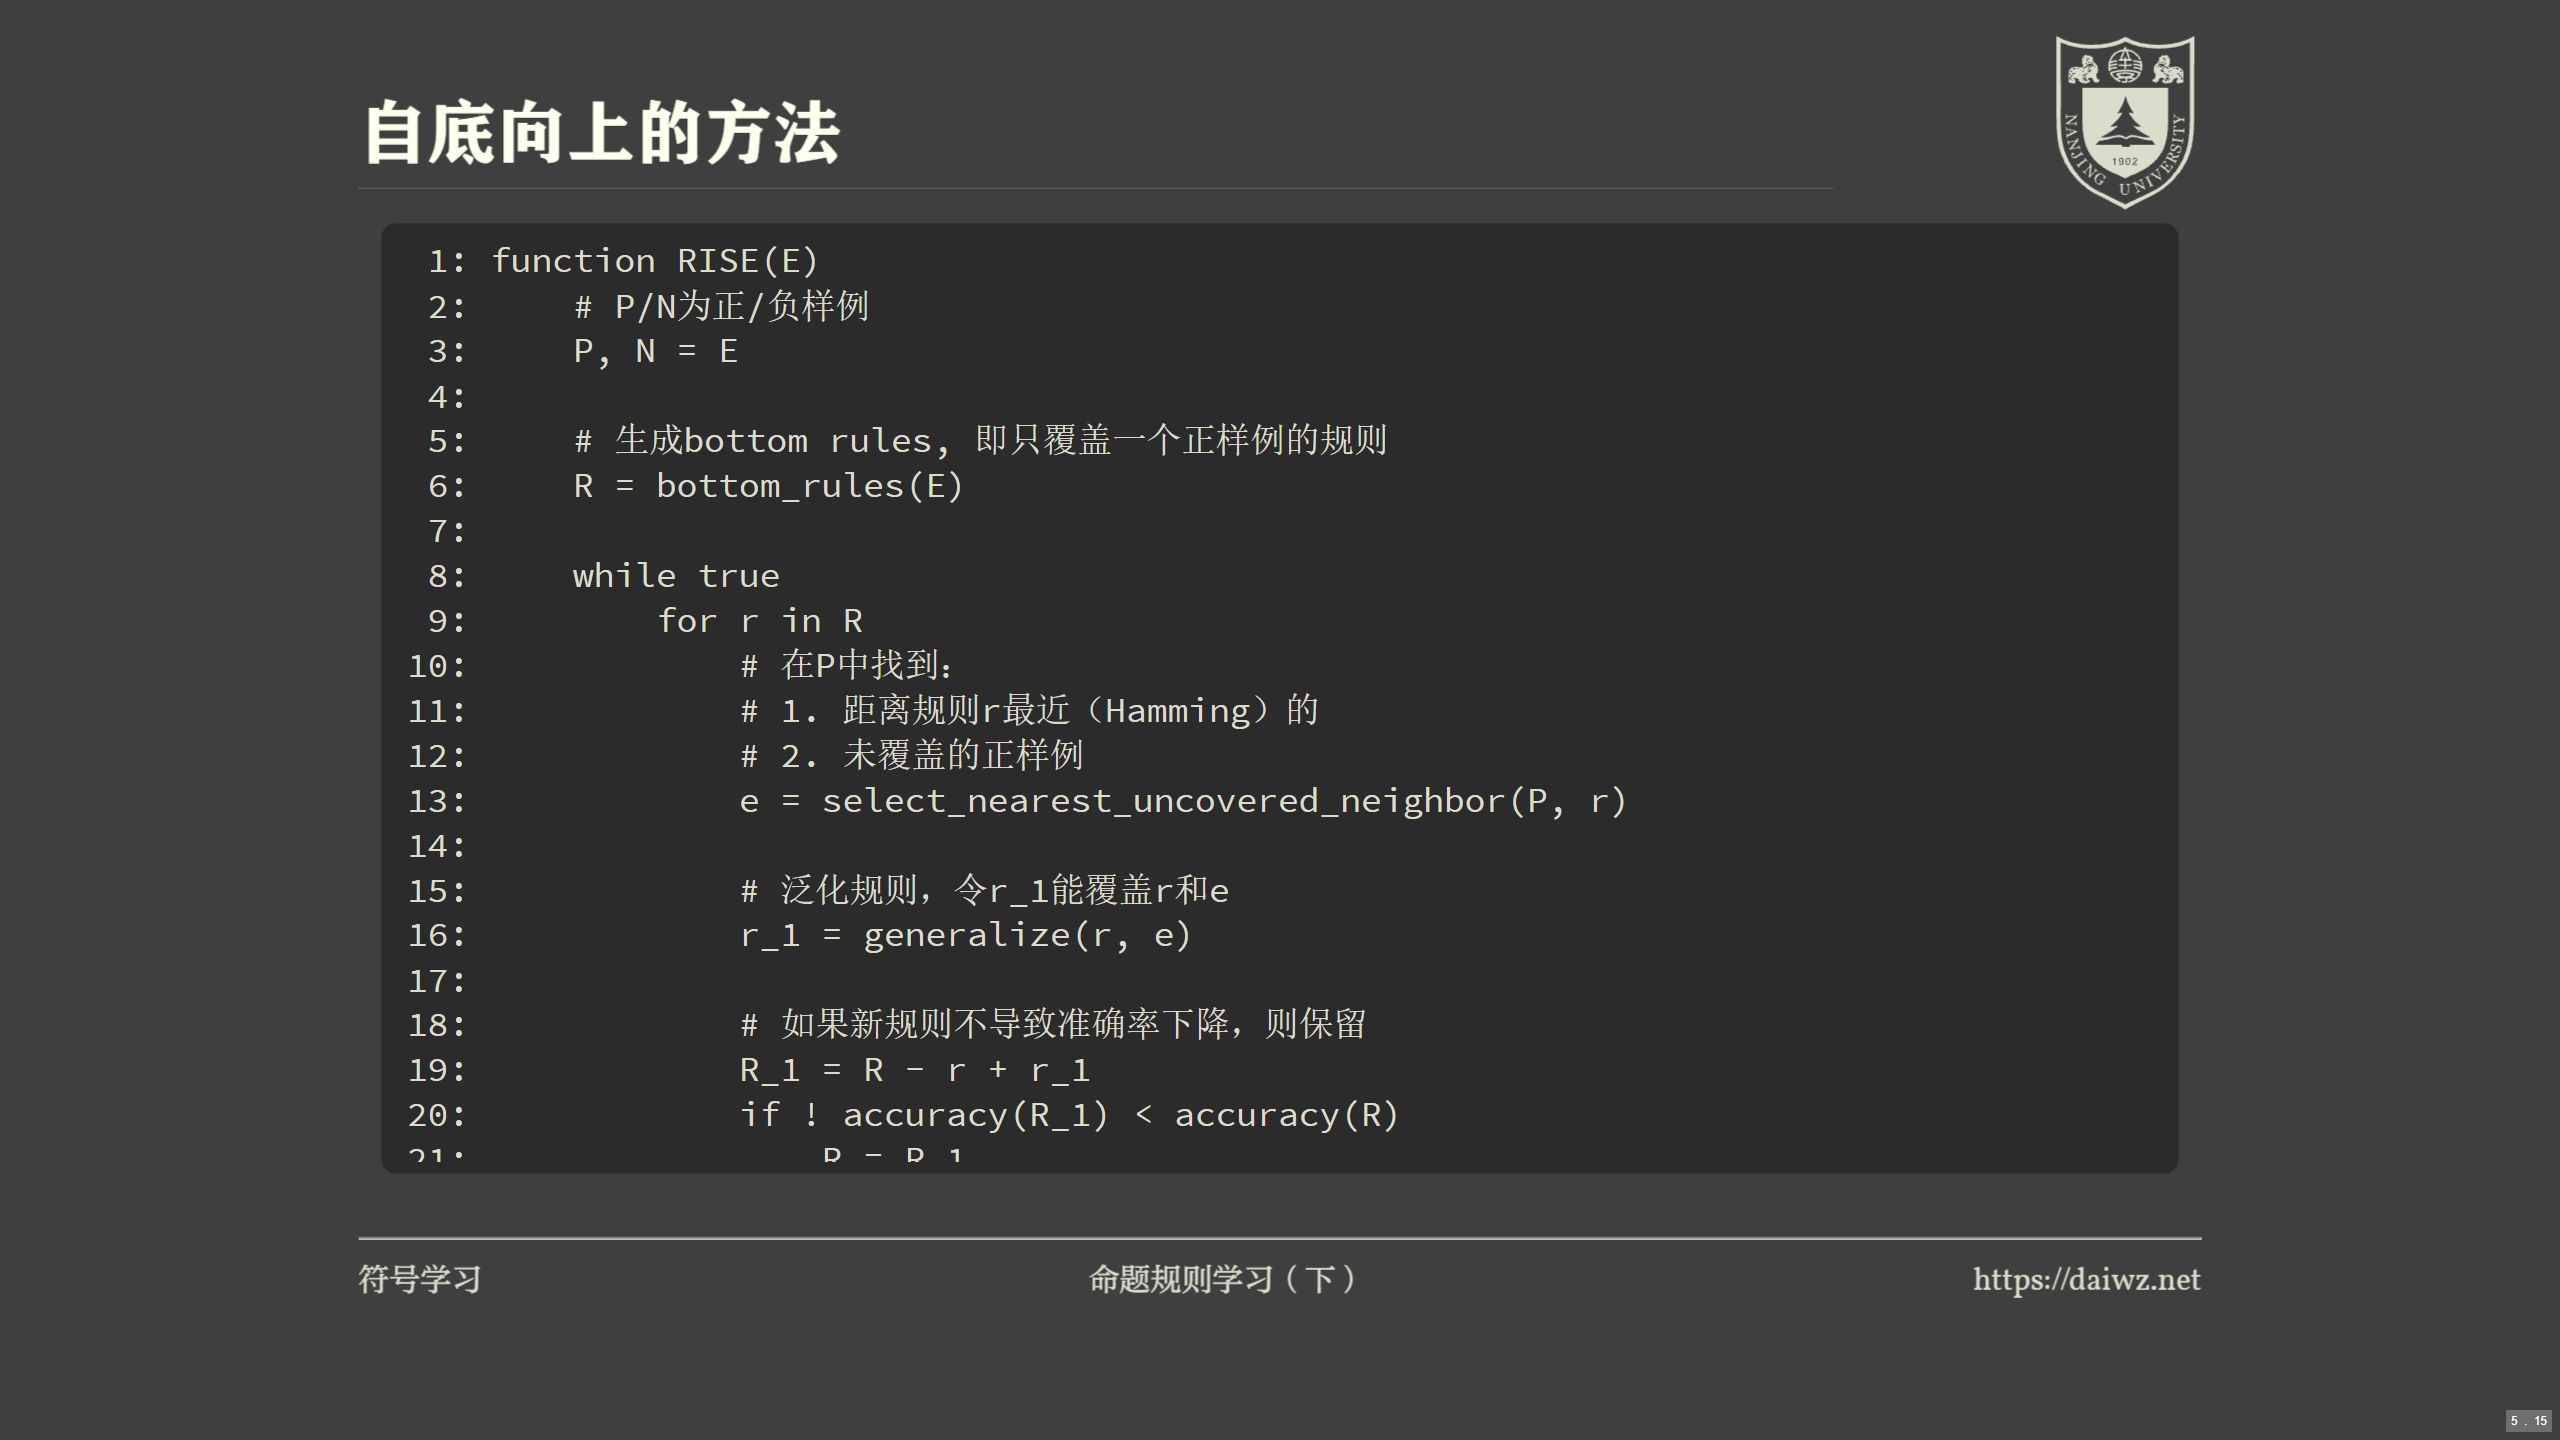 自底向上的方法
NANJING UNIVERSITY
1902
1: function RISE(E)
2:     # P/N为正/负样例
3:     P, N = E
4:
5:     # 生成bottom rules, 即只覆盖一个正样例的规则
6:     R = bottom_rules(E)
7:
8:     while true
9:         for r in R
10:             # 在P中找到：
11:             # 1. 距离规则r最近（Hamming）的
12:             # 2. 未覆盖的正样例
13:             e = select_nearest_uncovered_neighbor(P, r)
14:
15:             # 泛化规则，令r_1能覆盖r和e
16:             r_1 = generalize(r, e)
17:
18:             # 如果新规则不导致准确率下降，则保留
19:             R_1 = R - r + r_1
20:             if ! accuracy(R_1) < accuracy(R)
21:                 R = R_1
符号学习
命题规则学习（下）
https://daiwz.net
5 . 15